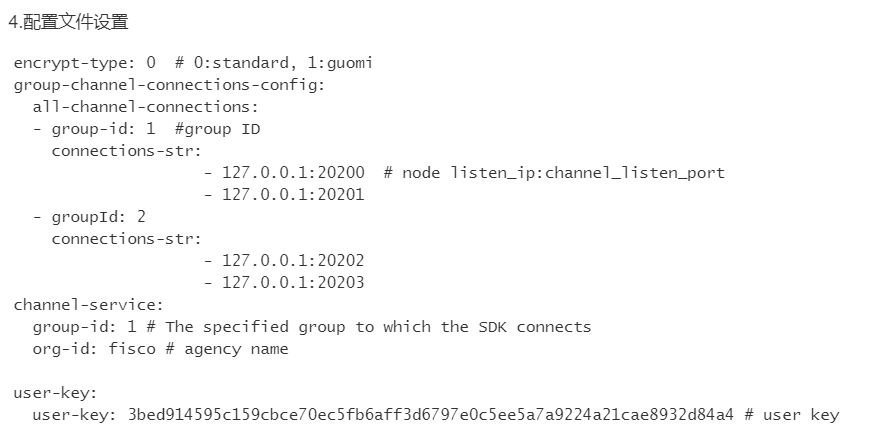 4.配置文件设置
encrypt-type: 0  # 0:standard, 1:guomi
group-channel-connections-config:
  all-channel-connections:
  - group-id: 1  #group ID
    connections-str:
                    - 127.0.0.1:20200  # node listen_ip:channel_listen_port
                    - 127.0.0.1:20201
  - groupId: 2
    connections-str:
                    - 127.0.0.1:20202
                    - 127.0.0.1:20203
channel-service:
  group-id: 1 # The specified group to which the SDK connects
  org-id: fisco # agency name
user-key:
  user-key: 3bed914595c159cbce70ec5fb6aff3d6797e0c5ee5a7a9224a21cae8932d84a4 # user key